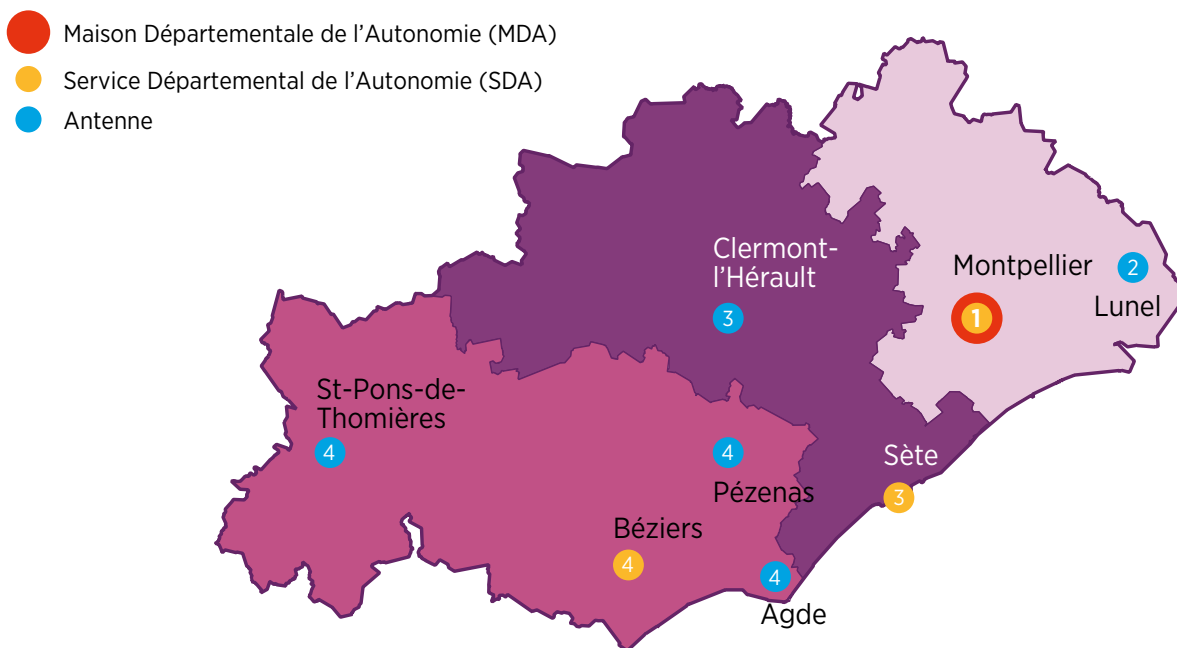 Maison Départementale de l'Autonomie (MDA)
Service Départemental de l'Autonomie (SDA)
Antenne
Clermont-
l'Hérault
3
Montpellier
1
2
Lunel
St-Pons-de-
Thomières
4
4
Pézenas
Sète
3
Béziers
4
4
Agde